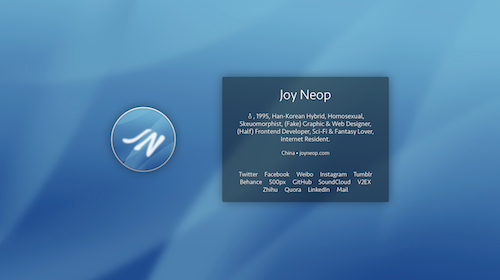 JN
Joy Neop
♂, 1995, Han-Korean Hybrid, Homosexual,
Skeuomorphist, (Fake) Graphic & Web Designer,
(Half) Frontend Developer, Sci-Fi & Fantasy Lover,
Internet Resident.
China • joyneop.com
Twitter Facebook Weibo Instagram Tumblr
Behance 500px GitHub SoundCloud V2EX
Zhihu Quora LinkedIn Mail